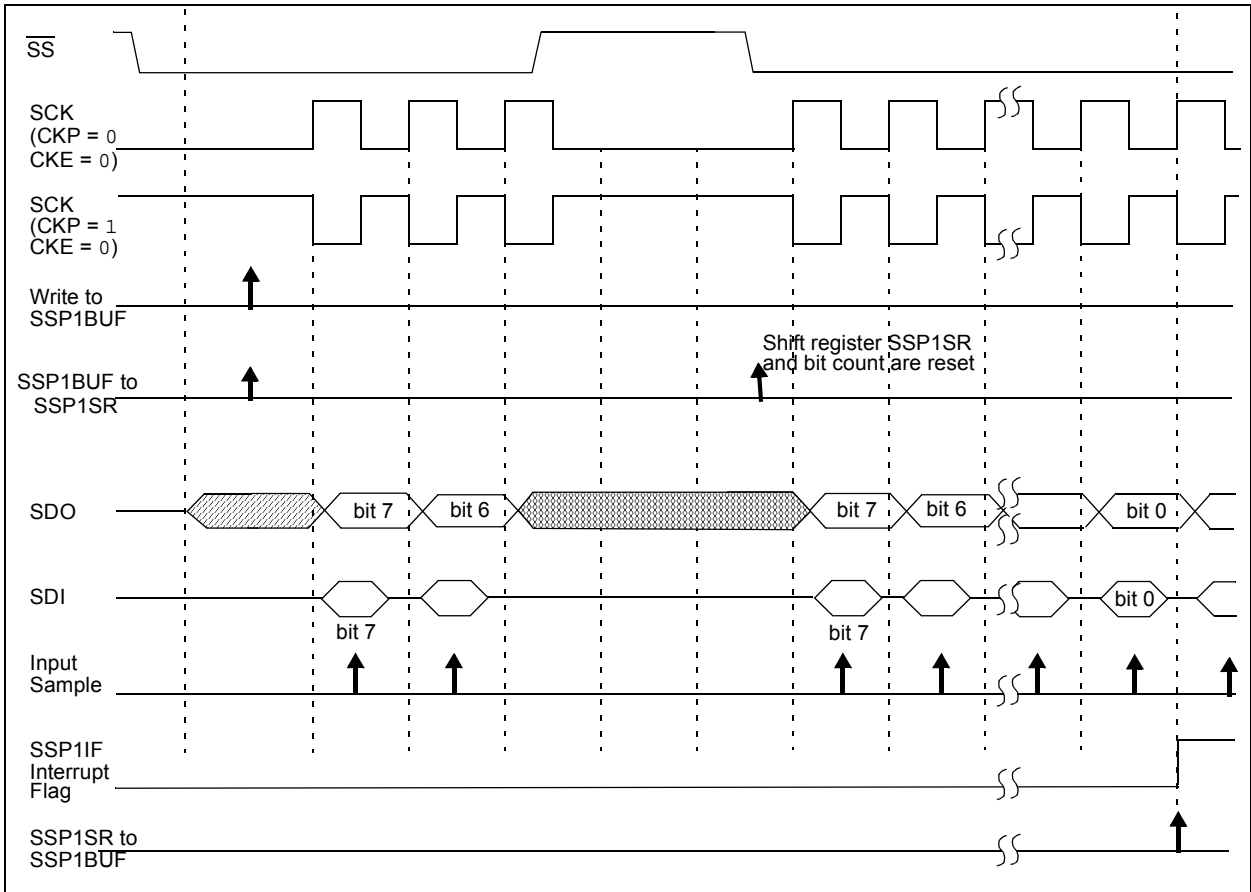 SS
SCK
(CKP = 0
CKE = 0)
SCK
(CKP = 1
CKE = 0)
Write to
SSP1BUF
Shift register SSP1SR
and bit count are reset
SSP1BUF to
SSP1SR
SDO
bit 7
bit 6
bit 7
bit 6
bit 0
SDI
bit 0
bit 7
bit 7
Input
Sample
SSP1IF
Interrupt
Flag
SSP1SR to
SSP1BUF